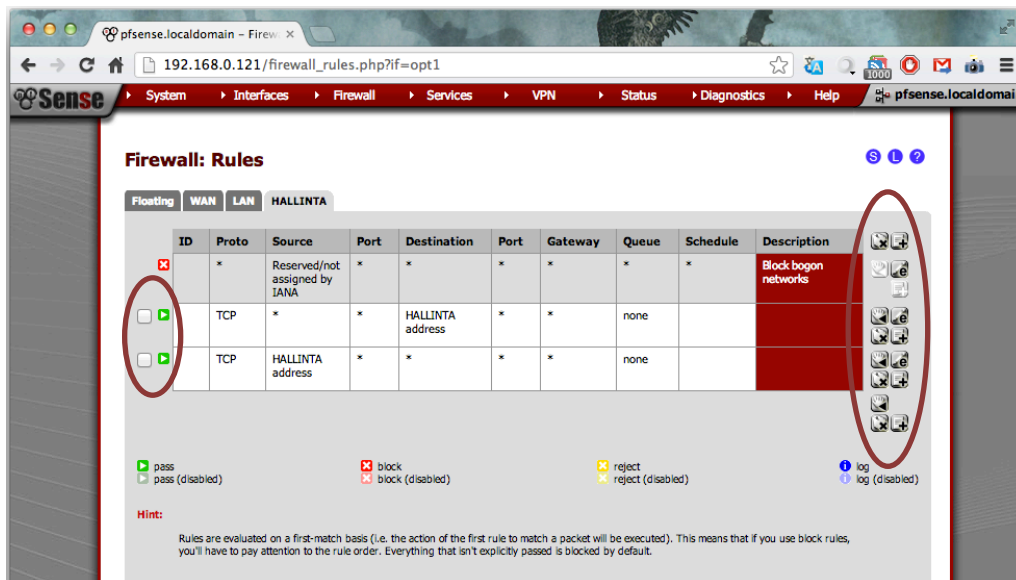 pfsense.localdomain – Firew
192.168.0.121/firewall_rules.php?if=opt1
1000
Sense
System Interfaces Firewall Services VPN Status Diagnostics Help pfsense.localdomai
Firewall: Rules
S L ?
Floating WAN LAN HALLINTA
ID Proto Source Port Destination Port Gateway Queue Schedule Description
* Reserved/not * * * * * * Block bogon
assigned by networks
IANA
TCP * * HALLINTA * * none
address
TCP HALLINTA * * * * none
address
pass block reject log
pass (disabled) block (disabled) reject (disabled) log (disabled)
Hint:
Rules are evaluated on a first-match basis (i.e. the action of the first rule to match a packet will be executed). This means that if you use block rules,
you'll have to pay attention to the rule order. Everything that isn't explicitly passed is blocked by default.